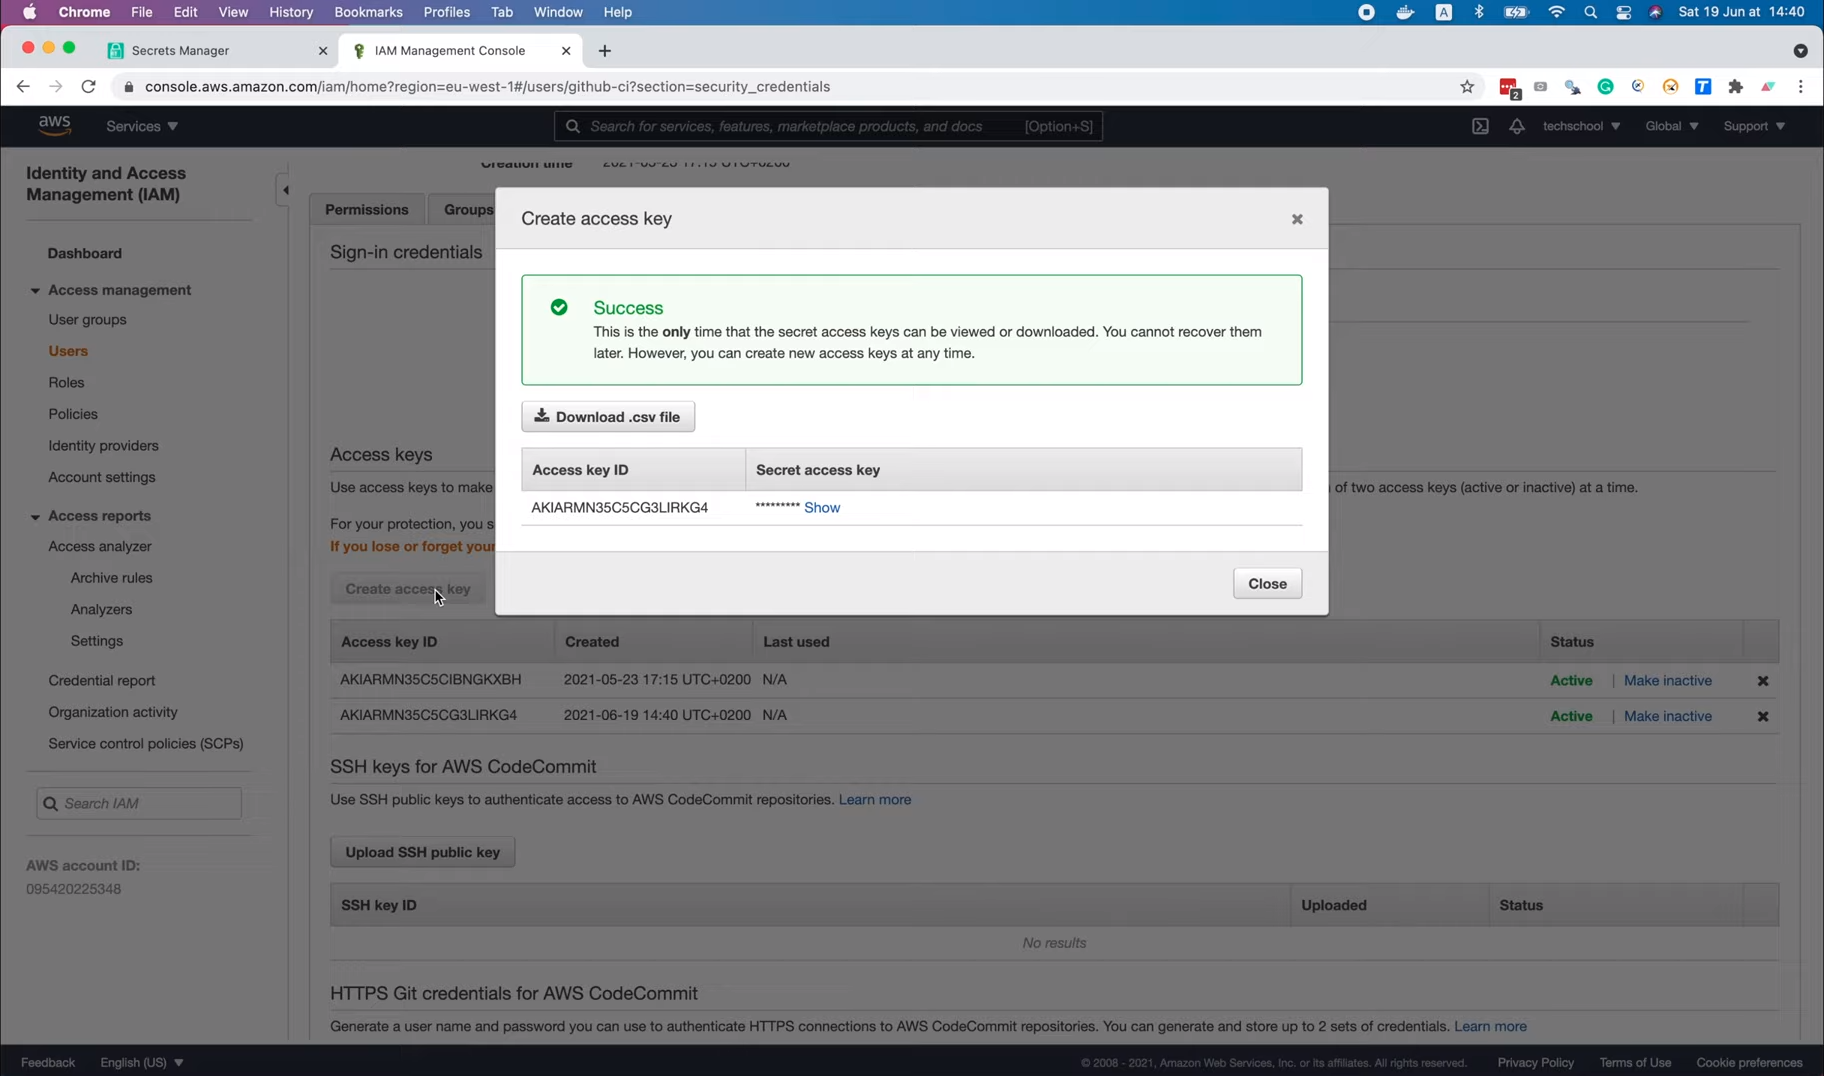 Chrome File Edit View History Bookmarks Profiles Tab Window Help A Sat 19 Jun at 14:40
Secrets Manager IAM Management Console
console.aws.amazon.com/iam/home?region=eu-west-1#/users/github-ci?section=security_credentials 2 T
aws Services Search for services, features, marketplace products, and docs [Option+S] techschool Global Support
Identity and Access
Management (IAM)
Dashboard
Access management
User groups
Users
Roles
Policies
Identity providers
Account settings
Access reports
Access analyzer
Archive rules
Analyzers
Settings
Credential report
Organization activity
Service control policies (SCPs)
Search IAM
AWS account ID:
095420225348
Creation time 2021-05-23 17:15 UTC+0200
Permissions Groups
Sign-in credentials
Access keys
Use access keys to make of two access keys (active or inactive) at a time.
For your protection, you s
If you lose or forget your
Create access key
Create access key
Success
This is the only time that the secret access keys can be viewed or downloaded. You cannot recover them
later. However, you can create new access keys at any time.
Download .csv file
Access key ID Secret access key
AKIARMN35C5CG3LIRKG4 ********* Show
Close
Access key ID Created Last used Status
AKIARMN35C5CIBNGKXBH 2021-05-23 17:15 UTC+0200 N/A Active | Make inactive
AKIARMN35C5CG3LIRKG4 2021-06-19 14:40 UTC+0200 N/A Active | Make inactive
SSH keys for AWS CodeCommit
Use SSH public keys to authenticate access to AWS CodeCommit repositories. Learn more
Upload SSH public key
SSH key ID Uploaded Status
No results
HTTPS Git credentials for AWS CodeCommit
Generate a user name and password you can use to authenticate HTTPS connections to AWS CodeCommit repositories. You can generate and store up to 2 sets of credentials. Learn more
Feedback English (US) © 2008 - 2021, Amazon Web Services, Inc. or its affiliates. All rights reserved. Privacy Policy Terms of Use Cookie preferences